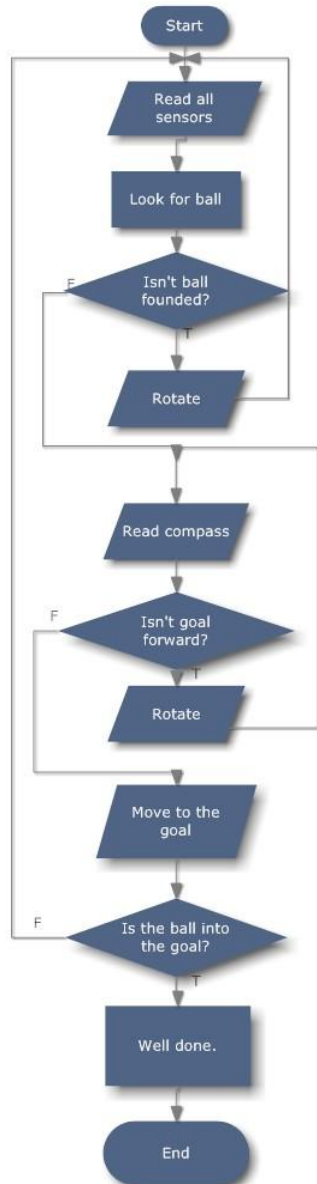 Start
Read all
sensors
Look for ball
F
Isn't ball
founded?
T
Rotate
Read compass
F
Isn't goal
forward?
T
Rotate
Move to the
goal
F
Is the ball into
the goal?
T
Well done.
End